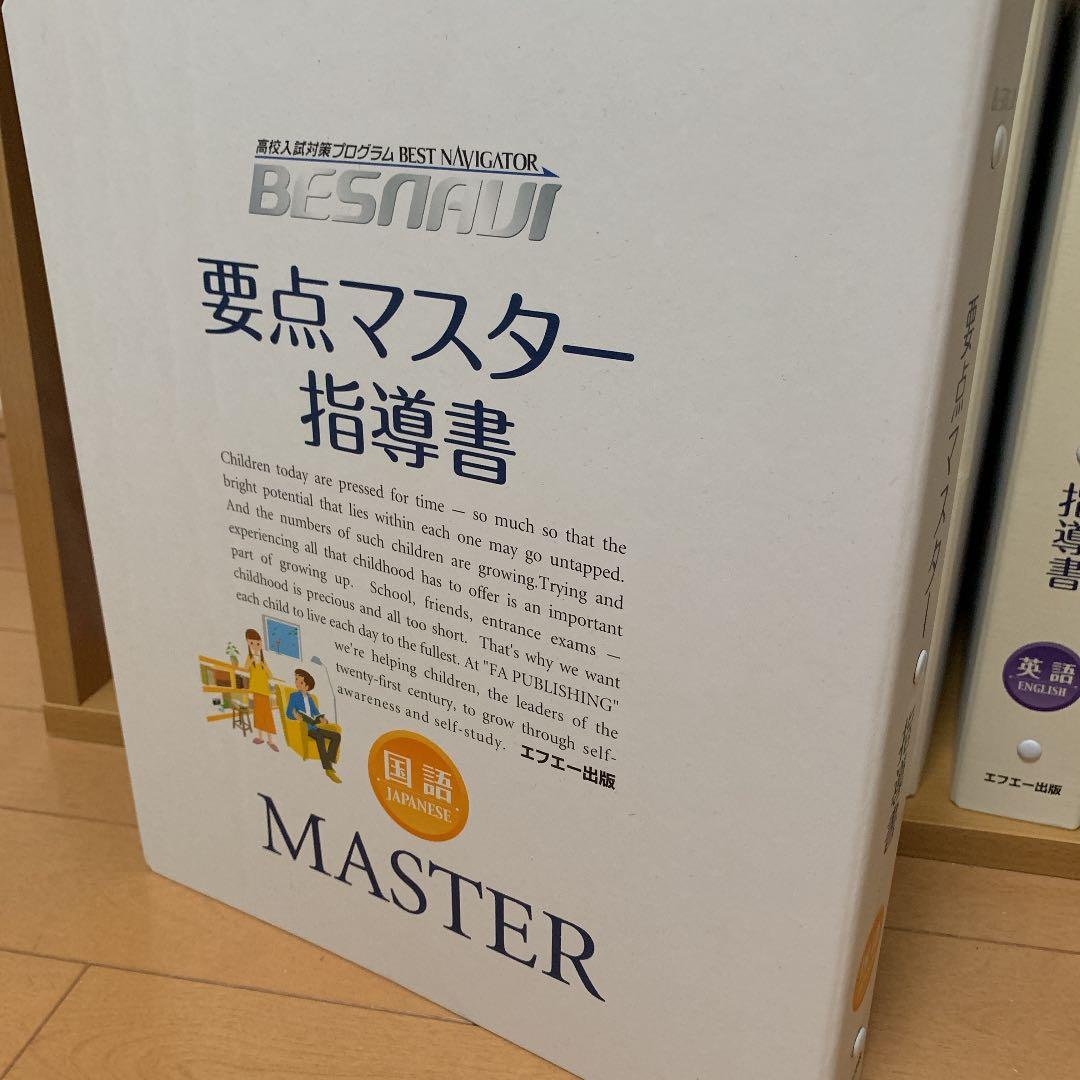 高校入試対策プログラム BEST NAVIGATOR
BESNAVI
要点マスター
指導書
Children today are pressed for time — so much so that the
bright potential that lies within each one may go untapped.
And the numbers of such children are growing.Trying and
experiencing all that childhood has to offer is an important
part of growing up. School, friends, entrance exams —
childhood is precious and all too short. That's why we want
each child to live each day to the fullest. At "FA PUBLISHING"
we're helping children, the leaders of the
twenty-first century, to grow through self-
awareness and self-study.
エフエー出版
国語
JAPANESE
MASTER
要点マスター
指導書
英語
ENGLISH
エフエー出版